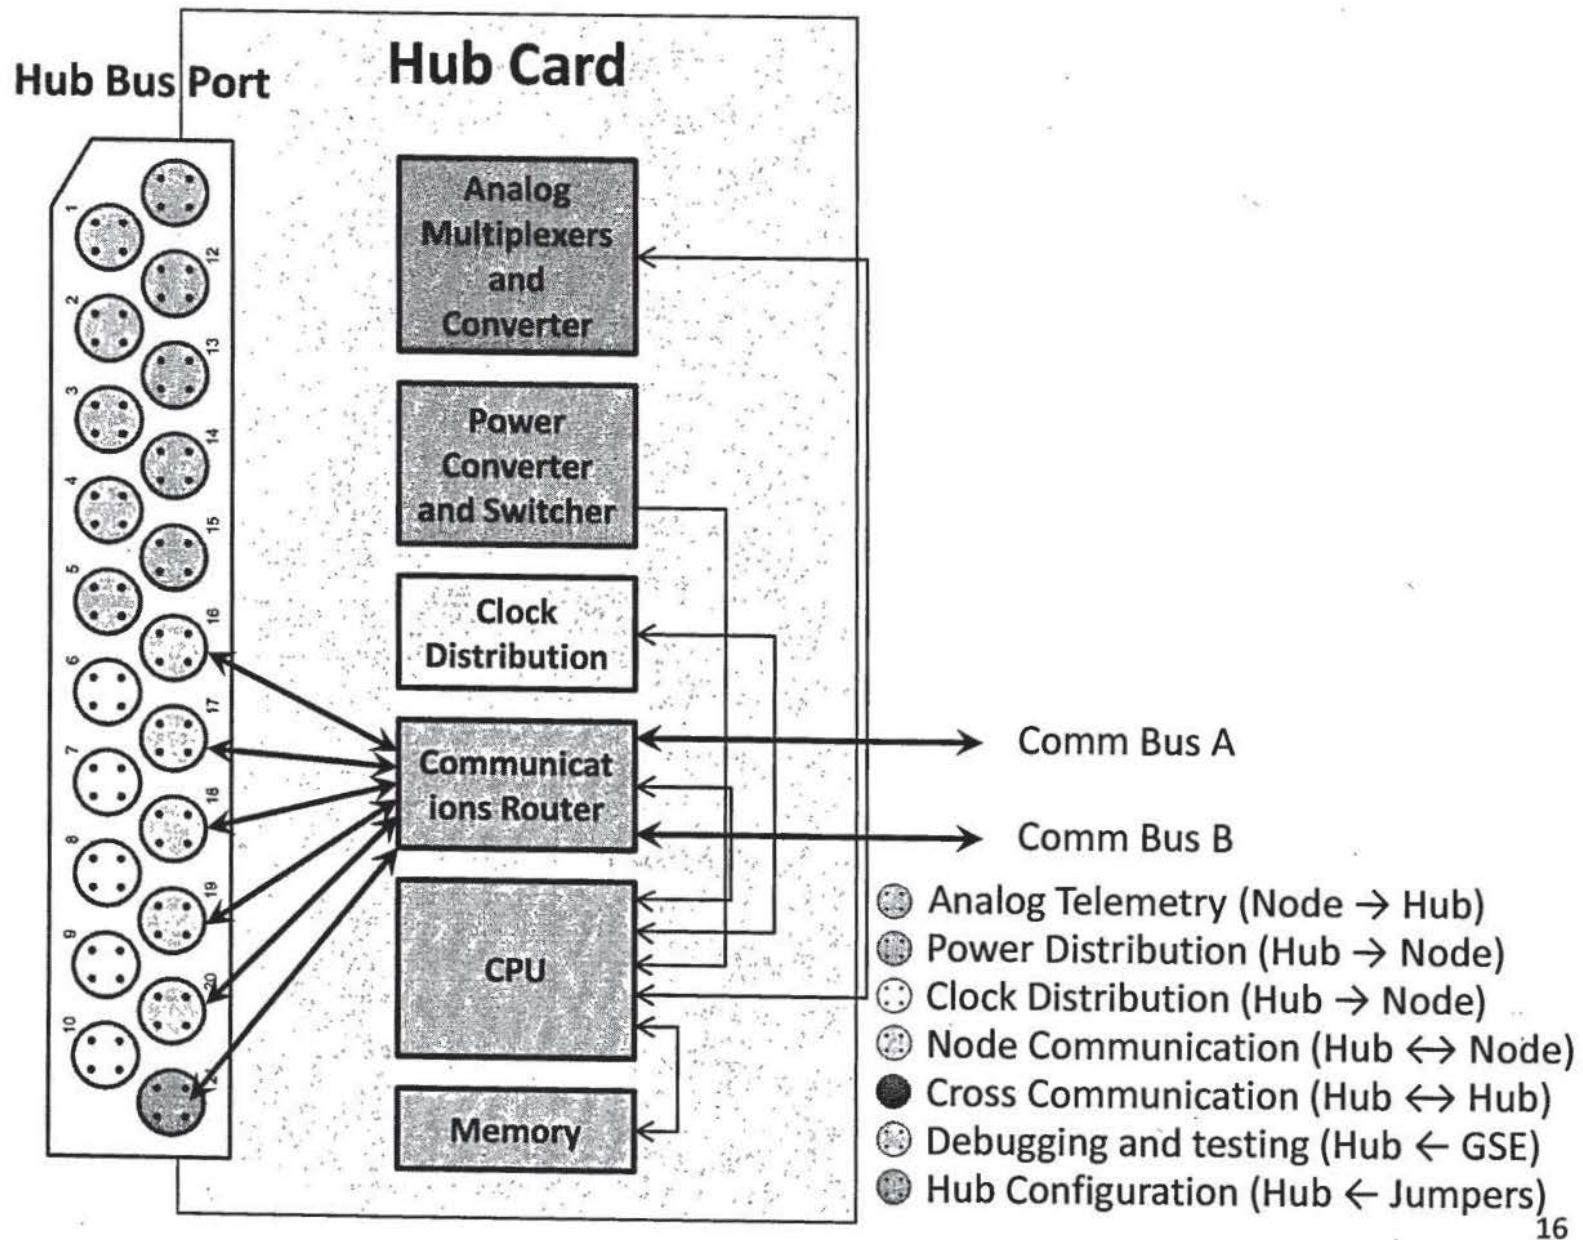 Hub Card
Hub Bus Port
Analog
Multiplexers
and
Converter
Power
Converter
and Switcher
Clock
Distribution
Communicat
ions Router
CPU
Memory
1
2
3
4
5
6
7
8
9
10
12
13
14
15
16
17
18
19
20
Comm Bus A
Comm Bus B
Analog Telemetry (Node → Hub)
Power Distribution (Hub → Node)
Clock Distribution (Hub → Node)
Node Communication (Hub ↔ Node)
Cross Communication (Hub ↔ Hub)
Debugging and testing (Hub ← GSE)
Hub Configuration (Hub ← Jumpers)
16